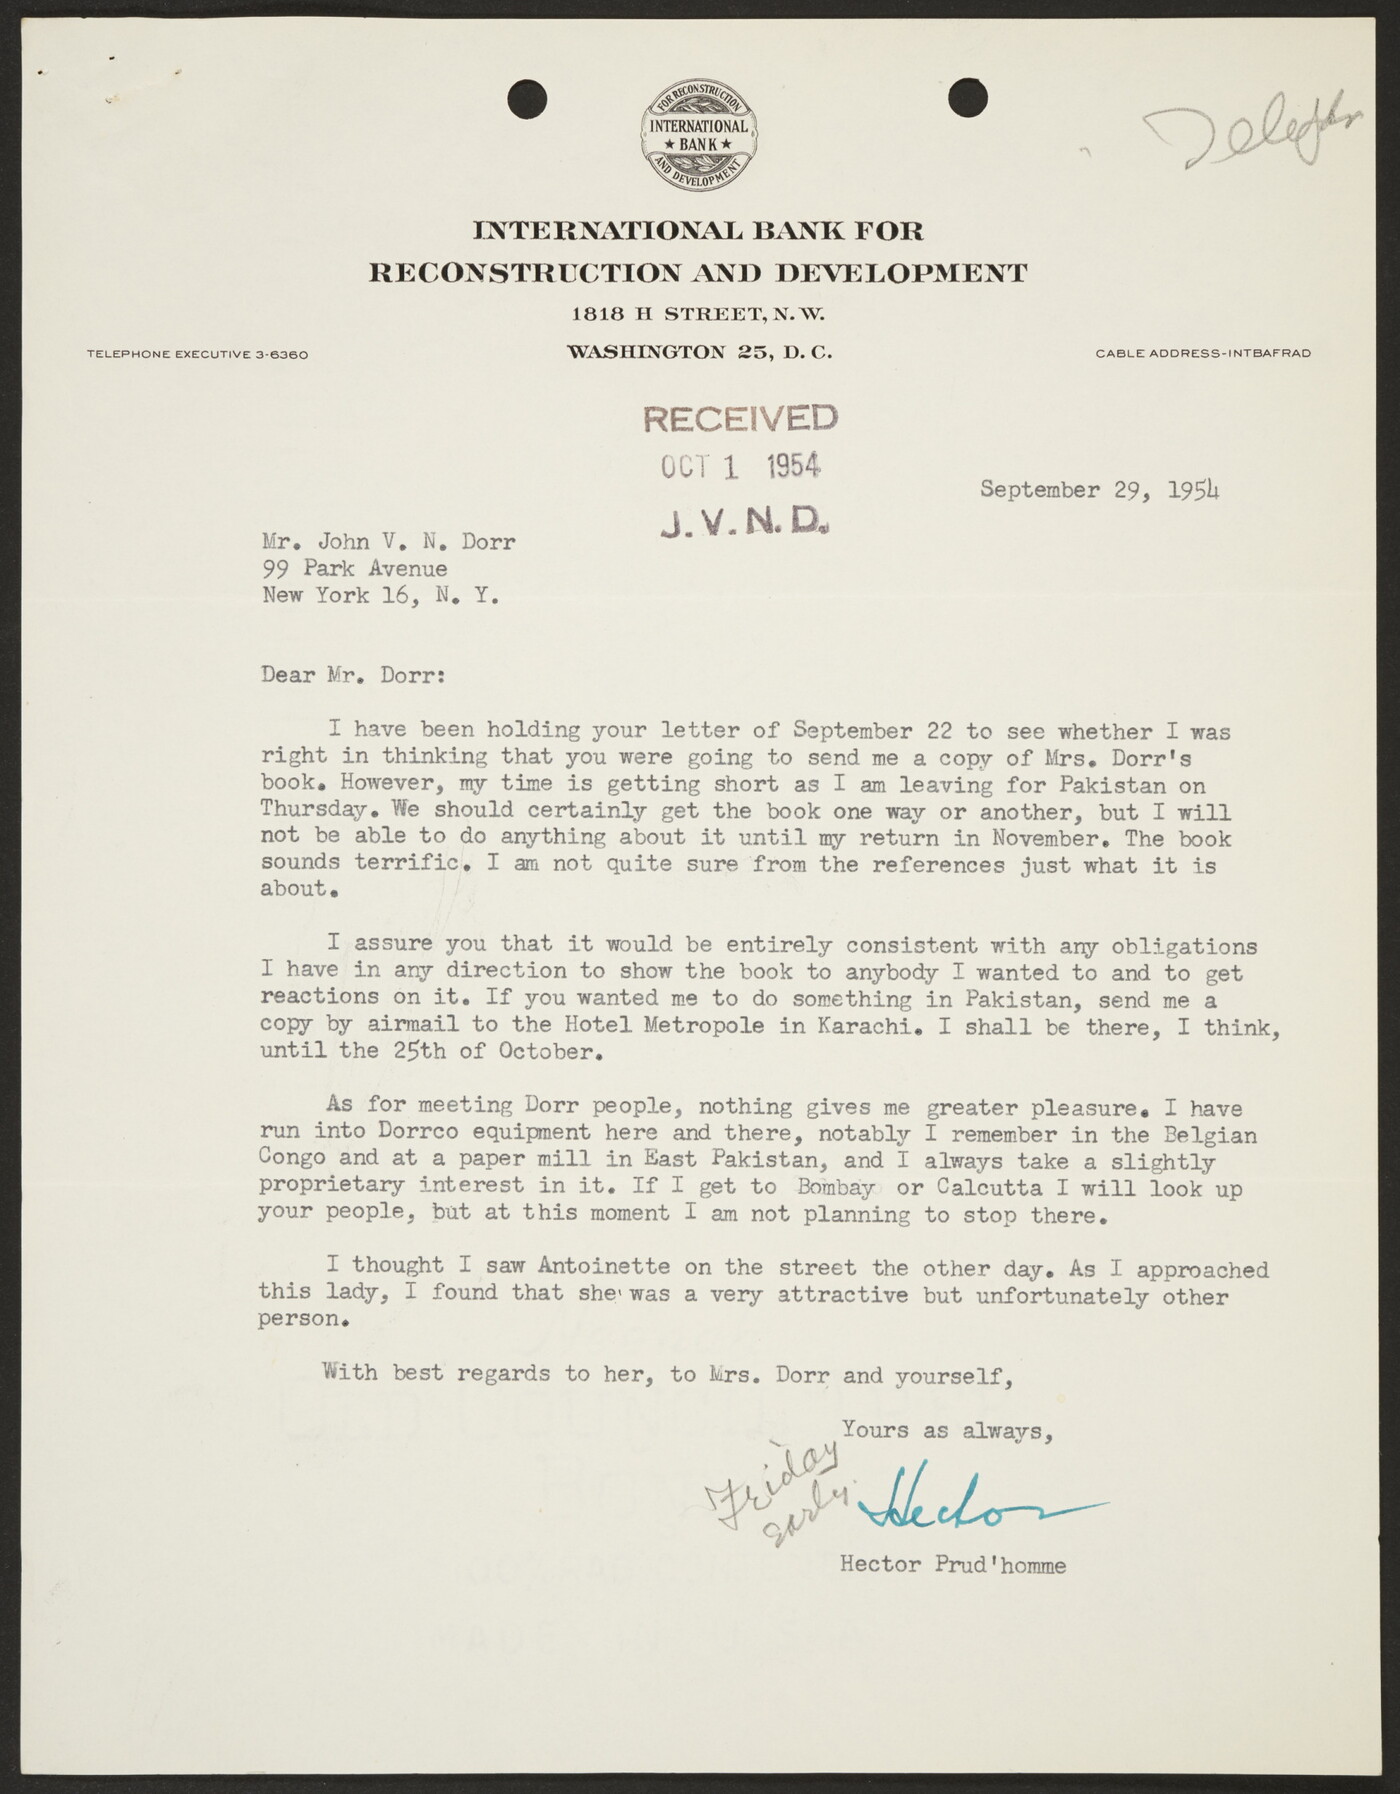 FOR RECONSTRUCTION
INTERNATIONAL
★ BANK ★
AND DEVELOPMENT
INTERNATIONAL BANK FOR
RECONSTRUCTION AND DEVELOPMENT
1818 H STREET, N.W.
TELEPHONE EXECUTIVE 3-6360
WASHINGTON 25, D. C.
CABLE ADDRESS-INTBAFRAD
RECEIVED
OCT 1 1954
J.V.N.D.
September 29, 1954
Mr. John V. N. Dorr
99 Park Avenue
New York 16, N. Y.
Dear Mr. Dorr:
I have been holding your letter of September 22 to see whether I was
right in thinking that you were going to send me a copy of Mrs. Dorr's
book. However, my time is getting short as I am leaving for Pakistan on
Thursday. We should certainly get the book one way or another, but I will
not be able to do anything about it until my return in November. The book
sounds terrific. I am not quite sure from the references just what it is
about.
I assure you that it would be entirely consistent with any obligations
I have in any direction to show the book to anybody I wanted to and to get
reactions on it. If you wanted me to do something in Pakistan, send me a
copy by airmail to the Hotel Metropole in Karachi. I shall be there, I think,
until the 25th of October.
As for meeting Dorr people, nothing gives me greater pleasure. I have
run into Dorrco equipment here and there, notably I remember in the Belgian
Congo and at a paper mill in East Pakistan, and I always take a slightly
proprietary interest in it. If I get to Bombay or Calcutta I will look up
your people, but at this moment I am not planning to stop there.
I thought I saw Antoinette on the street the other day. As I approached
this lady, I found that she was a very attractive but unfortunately other
person.
With best regards to her, to Mrs. Dorr and yourself,
Yours as always,
Friday
early
Hector
Hector Prud'homme